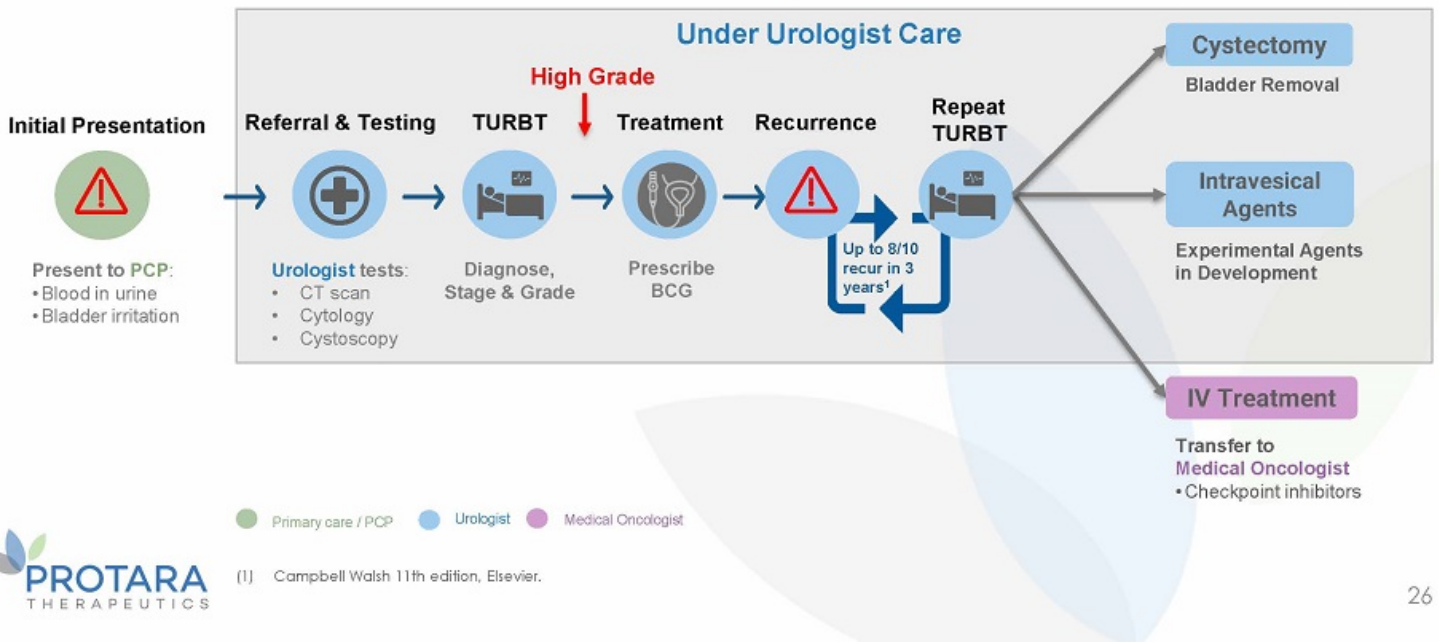 Under Urologist Care
High Grade
Initial Presentation
Referral & Testing
TURBT
Treatment
Recurrence
Repeat
TURBT
Present to PCP:
• Blood in urine
• Bladder irritation
Urologist tests:
• CT scan
• Cytology
• Cystoscopy
Diagnose,
Stage & Grade
Prescribe
BCG
Up to 8/10
recur in 3
years¹
Cystectomy
Bladder Removal
Intravesical
Agents
Experimental Agents
in Development
IV Treatment
Transfer to
Medical Oncologist
• Checkpoint inhibitors
Primary care / PCP
Urologist
Medical Oncologist
PROTARA
THERAPEUTICS
(1) Campbell Walsh 11th edition, Elsevier.
26